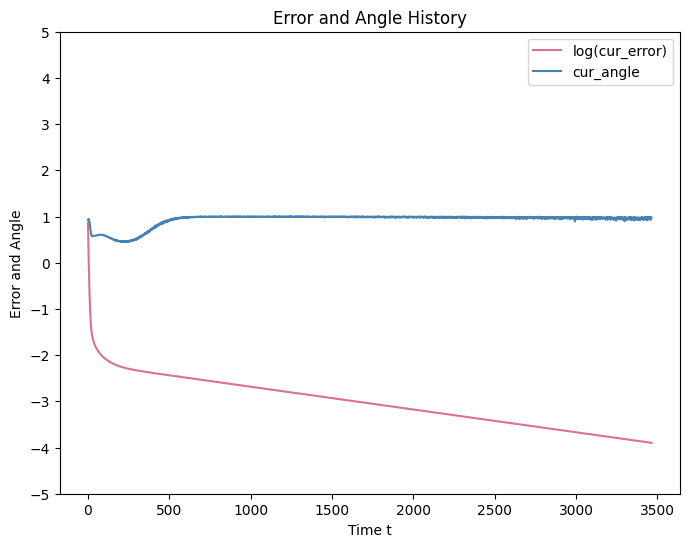 Error and Angle History
log(cur_error)
cur_angle
Error and Angle
5
4
3
2
1
0
−1
−2
−3
−4
−5
0 500 1000 1500 2000 2500 3000 3500
Time t